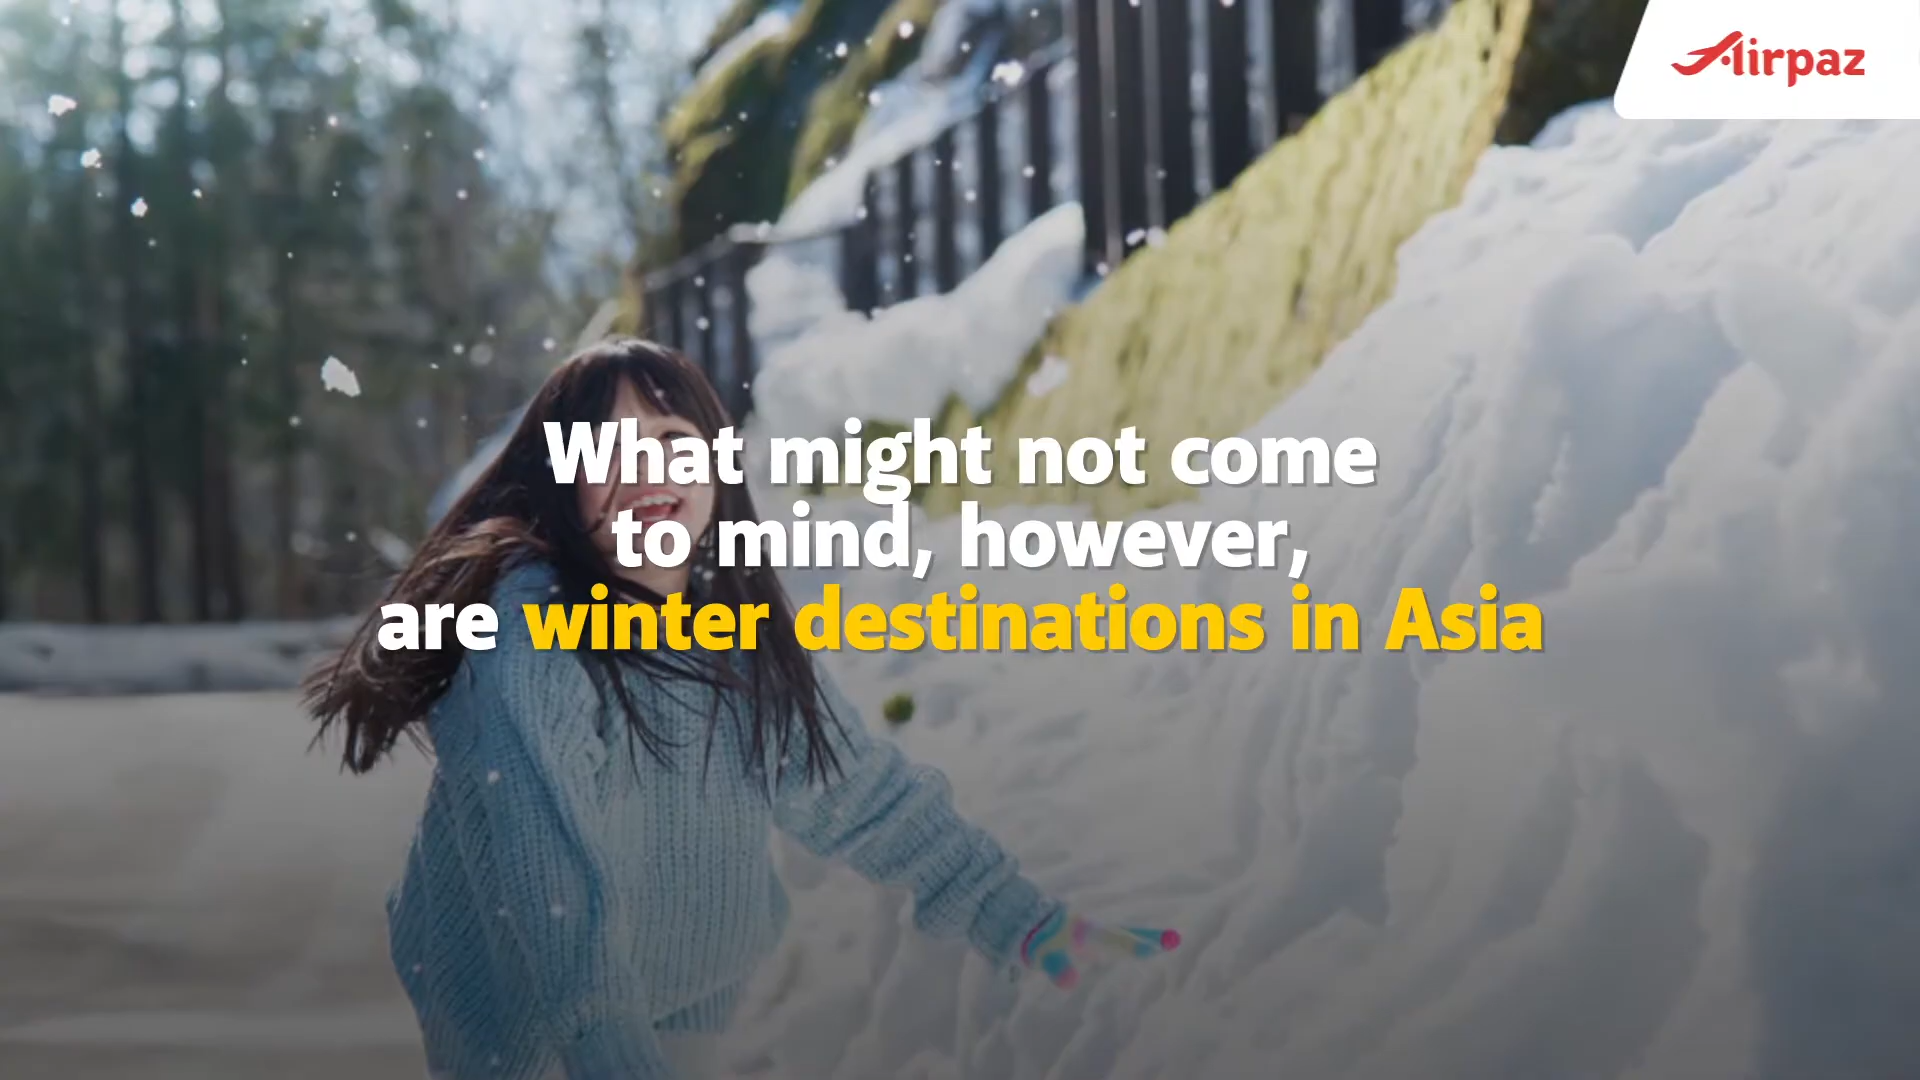 Airpaz
What might not come
to mind, however,
are winter destinations in Asia